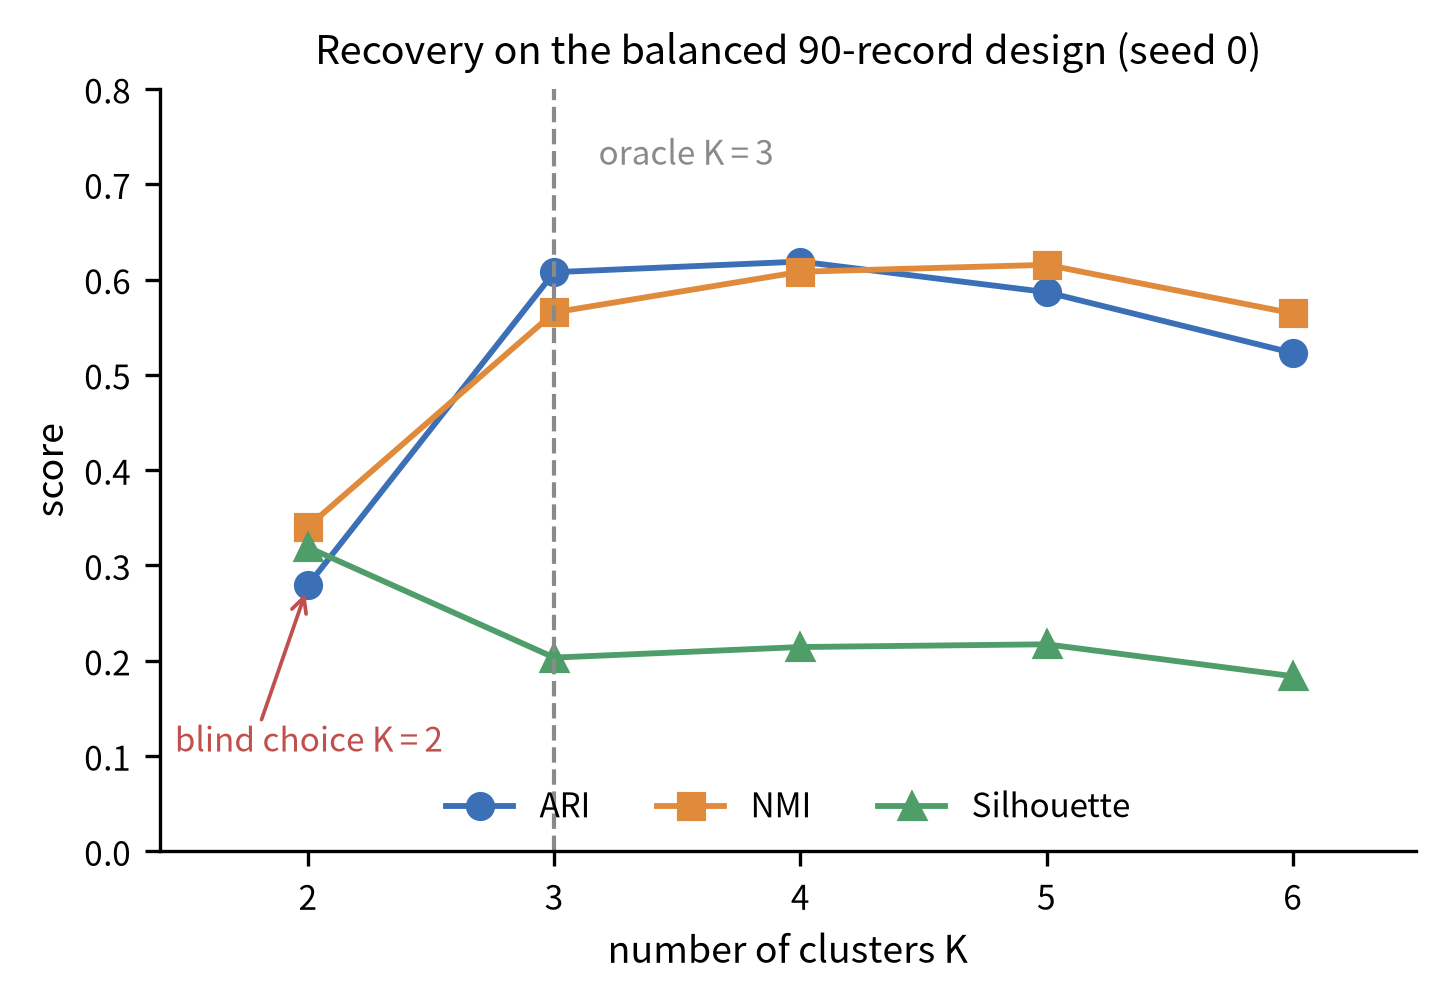 Recovery on the balanced 90-record design (seed 0)
0.8
0.7
0.6
0.5
0.4
0.3
0.2
0.1
0.0
score
oracle K = 3
blind choice K = 2
ARI
NMI
Silhouette
2
3
4
5
6
number of clusters K